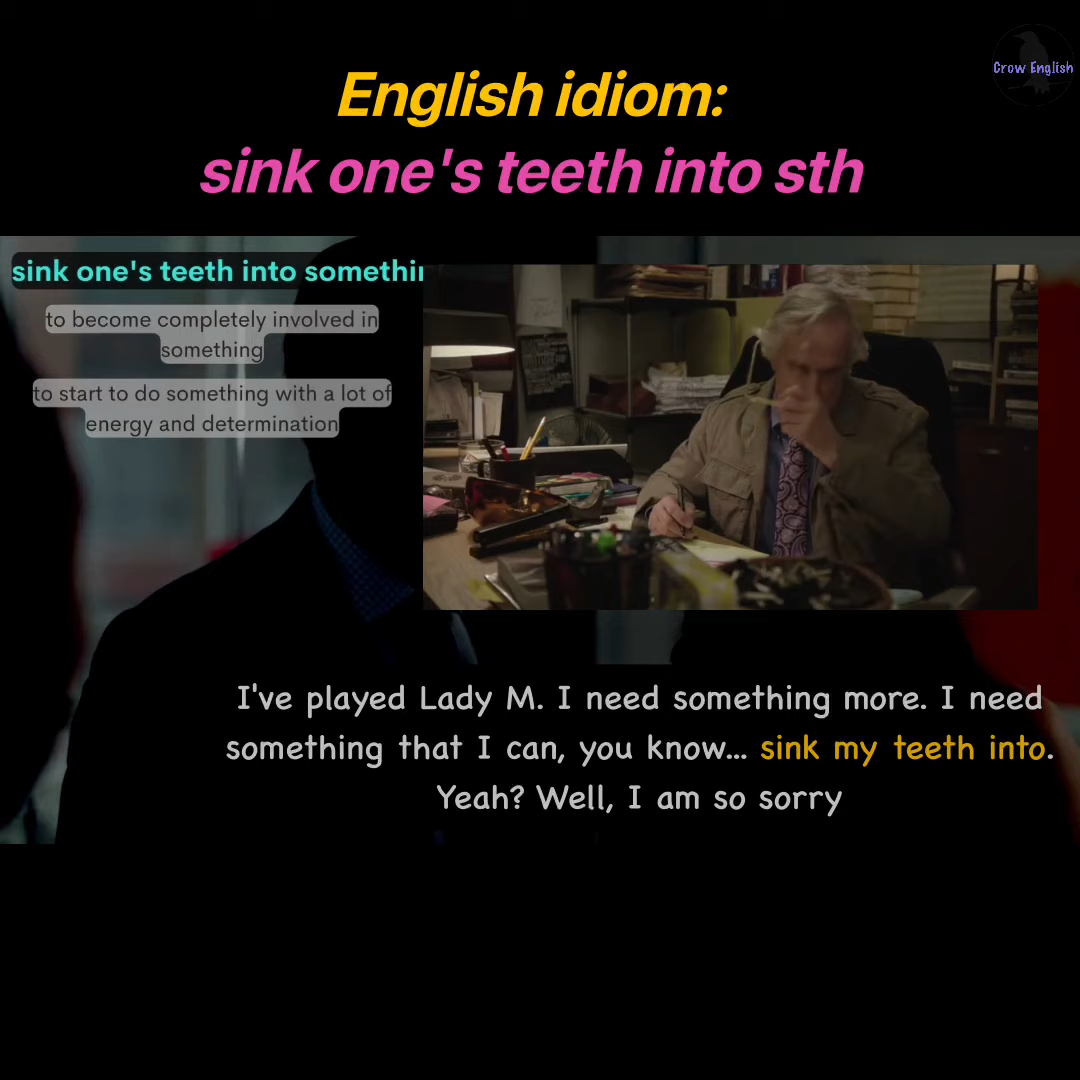 Crow English
English idiom:
sink one's teeth into sth
sink one's teeth into somethin
to become completely involved in
something
to start to do something with a lot of
energy and determination
I've played Lady M. I need something more. I need
something that I can, you know... sink my teeth into.
Yeah? Well, I am so sorry